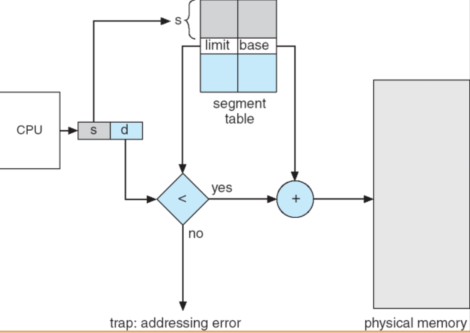 s
limit base
segment
table
CPU
s d
<
yes
+
no
trap: addressing error
physical memory